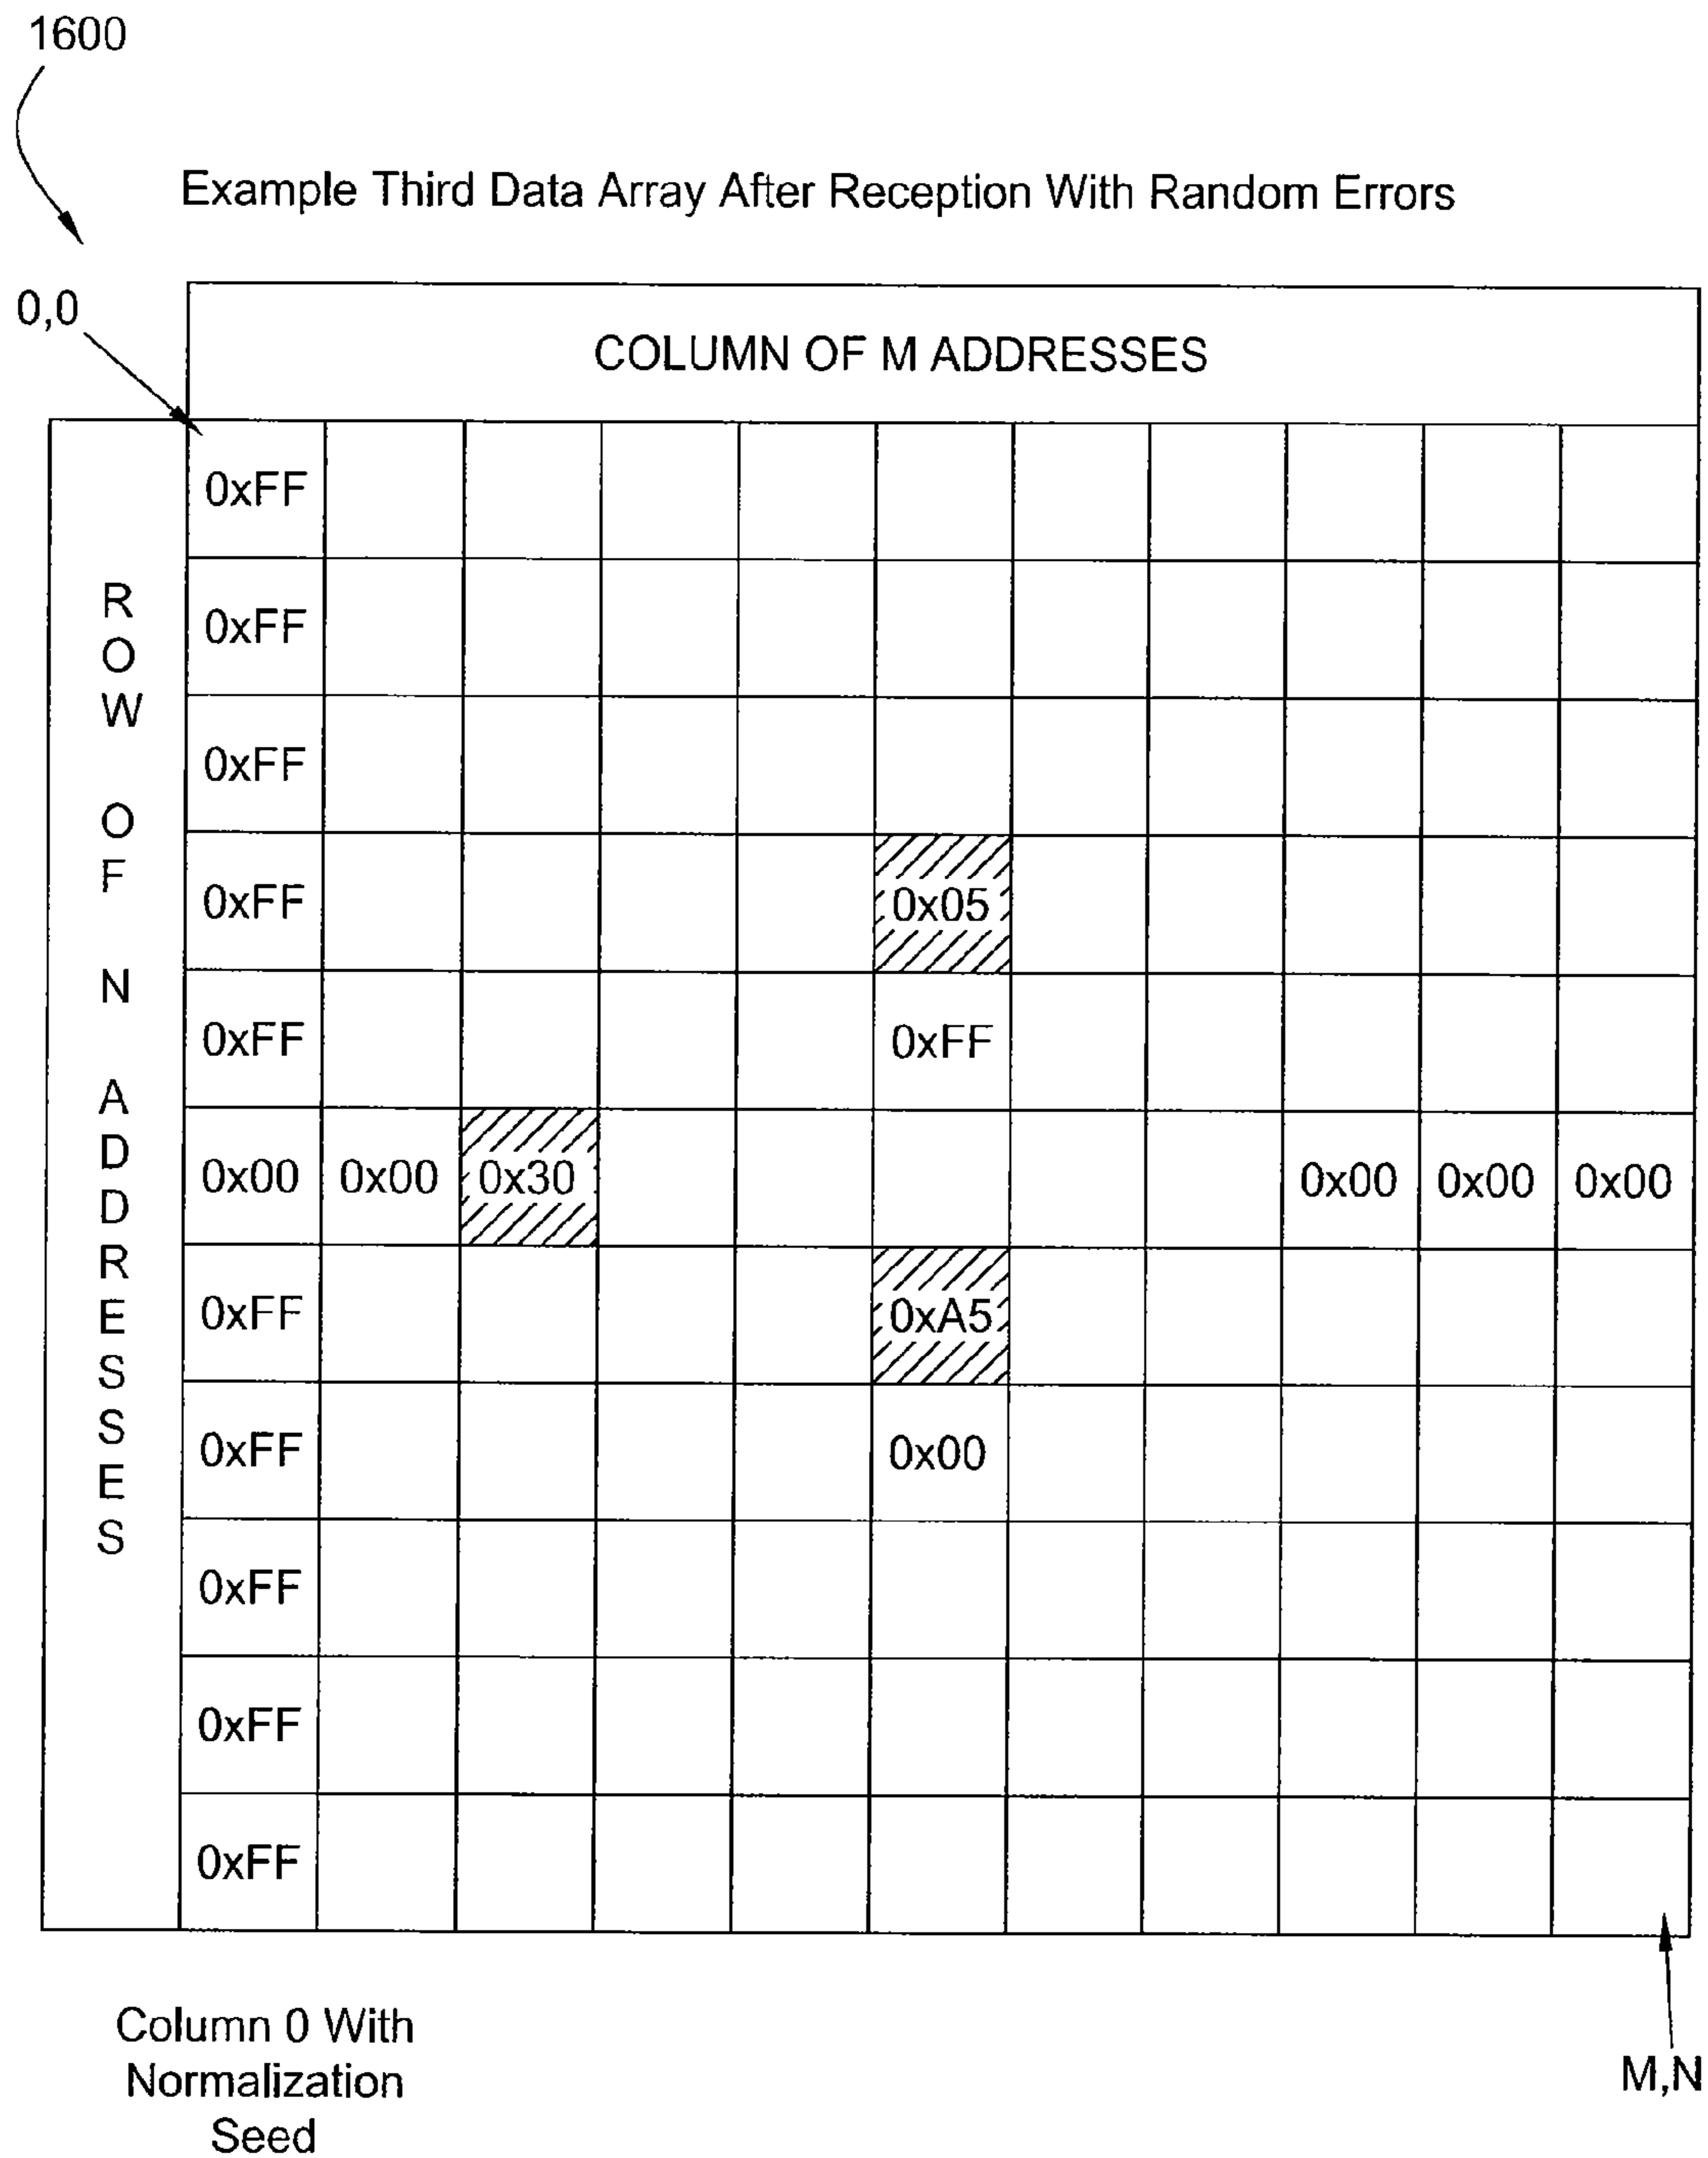 1600
Example Third Data Array After Reception With Random Errors
0,0
COLUMN OF M ADDRESSES
ROW OF N ADDRESSES
0xFF
0xFF
0xFF
0xFF 0x05
0xFF 0xFF
0x00 0x00 0x30 0x00 0x00 0x00
0xFF 0xA5
0xFF 0x00
0xFF
0xFF
0xFF
Column 0 With
Normalization
Seed
M,N